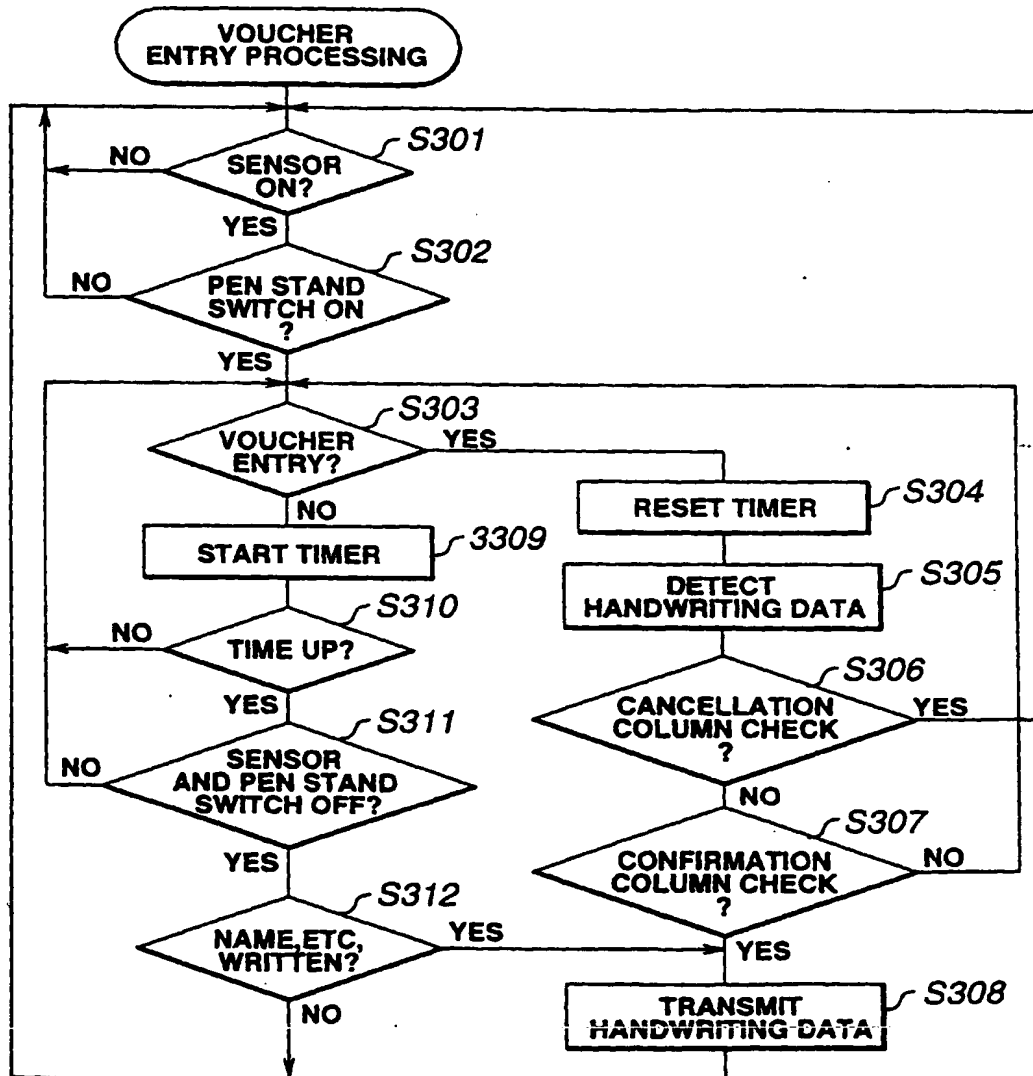 VOUCHER
ENTRY PROCESSING
S301
NO
SENSOR
ON?
YES
S302
NO
PEN STAND
SWITCH ON
?
YES
S303
VOUCHER
ENTRY?
YES
NO
S304
RESET TIMER
3309
START TIMER
S305
DETECT
HANDWRITING DATA
S310
NO
TIME UP?
YES
S306
CANCELLATION
COLUMN CHECK
?
YES
NO
S311
NO
SENSOR
AND PEN STAND
SWITCH OFF?
YES
S307
CONFIRMATION
COLUMN CHECK
?
NO
YES
S312
NAME,ETC,
WRITTEN?
YES
NO
S308
TRANSMIT
HANDWRITING DATA